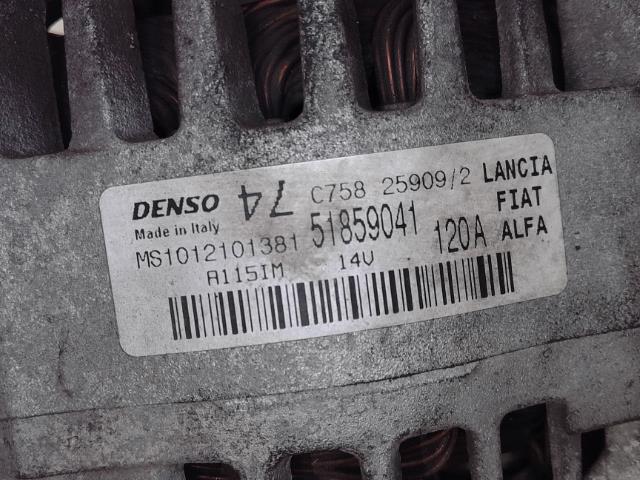 DENSO 74 C758 25909/2 LANCIA
Made in Italy 51859041 FIAT
MS1012101381 120A ALFA
A115IM 14V